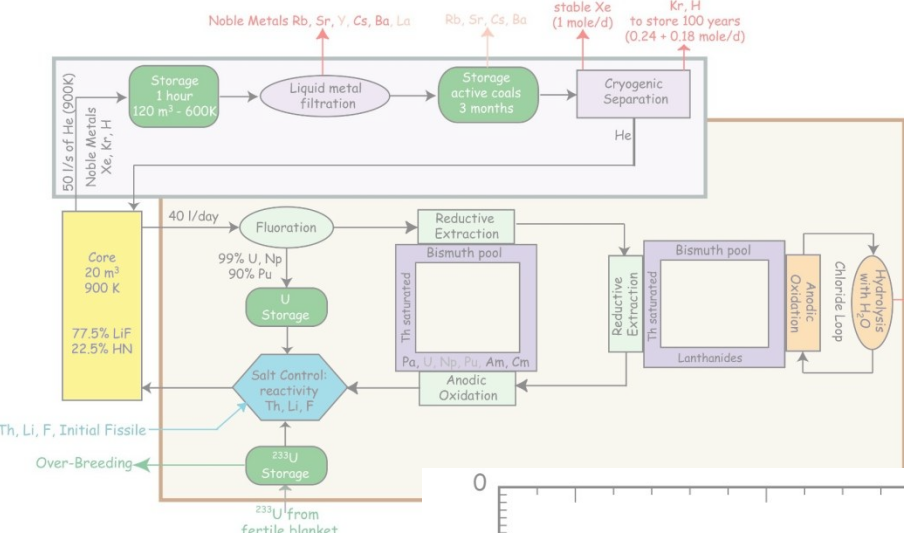 Noble Metals Rb, Sr, Y, Cs, Ba, La
Rb, Sr, Cs, Ba
stable Xe
(1 mole/d)
Kr, H
to store 100 years
(0.24 + 0.18 mole/d)
50 l/s of He (900K)
Noble Metals
Xe, Kr, H
Storage
1 hour
120 m³ - 600K
Liquid metal
filtration
Storage
active coals
3 months
Cryogenic
Separation
He
Core
20 m³
900 K
77.5% LiF
22.5% HN
40 l/day
Fluoration
99% U, Np
90% Pu
U
Storage
Salt Control:
reactivity
Th, Li, F
Th, Li, F, Initial Fissile
Over-Breeding
²³³U
Storage
²³³U from
fertile blanket
Reductive
Extraction
Bismuth pool
Th saturated
Pa, U, Np, Pu, Am, Cm
Anodic
Oxidation
Reductive
Extraction
Th saturated
Bismuth pool
Lanthanides
Anodic
Oxidation
Chloride Loop
Hydrolysis
with H₂O
0